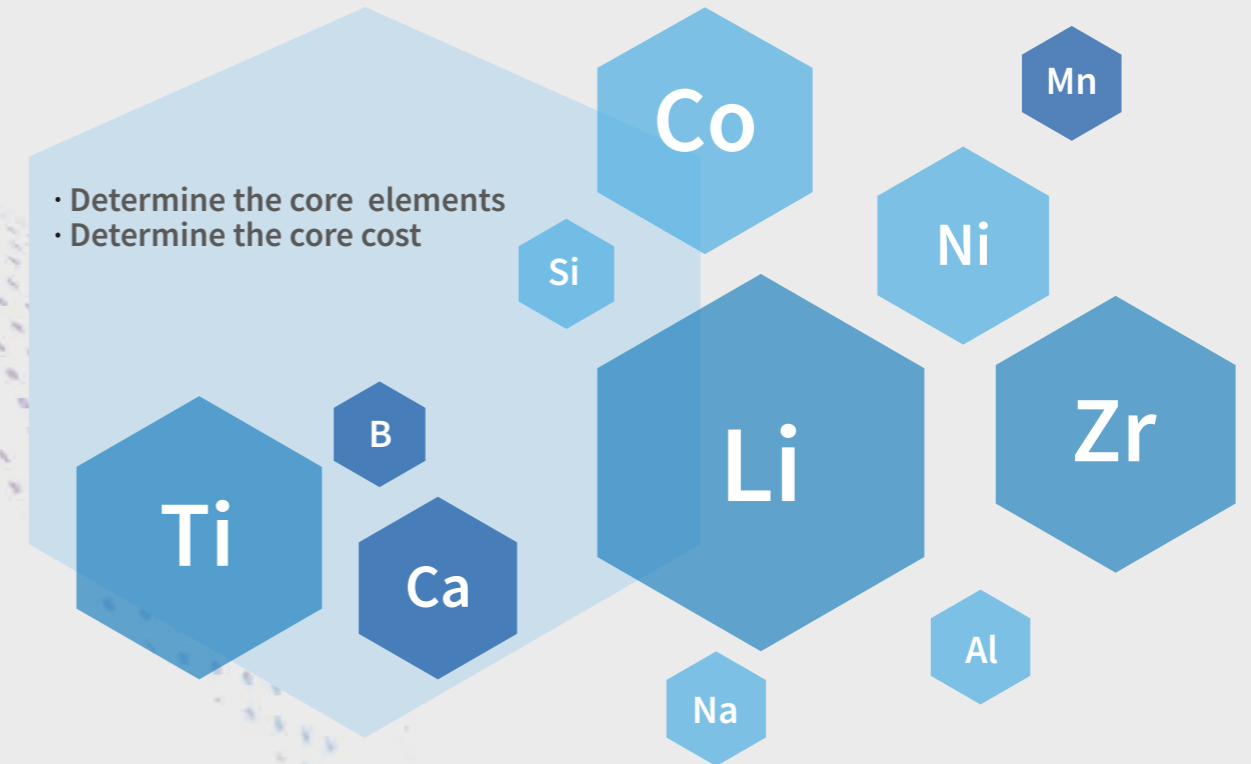 · Determine the core  elements
· Determine the core cost
Co
Mn
Ni
Si
Li
Zr
B
Ti
Ca
Al
Na